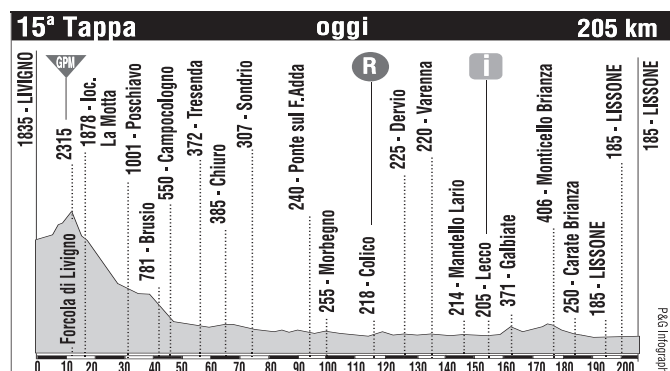 15ª Tappa
oggi
205 km
1835 - LIVIGNO
GPM
2315
Forcola di Livigno
1878 - loc.
La Motta
1001 - Poschiavo
781 - Brusio
550 - Campocologno
372 - Tresenda
385 - Chiuro
307 - Sondrio
240 - Ponte sul F.Adda
255 - Morbegno
R
218 - Colico
225 - Dervio
220 - Varenna
214 - Mandello Lario
i
205 - Lecco
371 - Galbiate
406 - Monticello Brianza
250 - Carate Brianza
185 - LISSONE
185 - LISSONE
185 - LISSONE
0 10 20 30 40 50 60 70 80 90 100 110 120 130 140 150 160 170 180 190 200
P&G Infograph